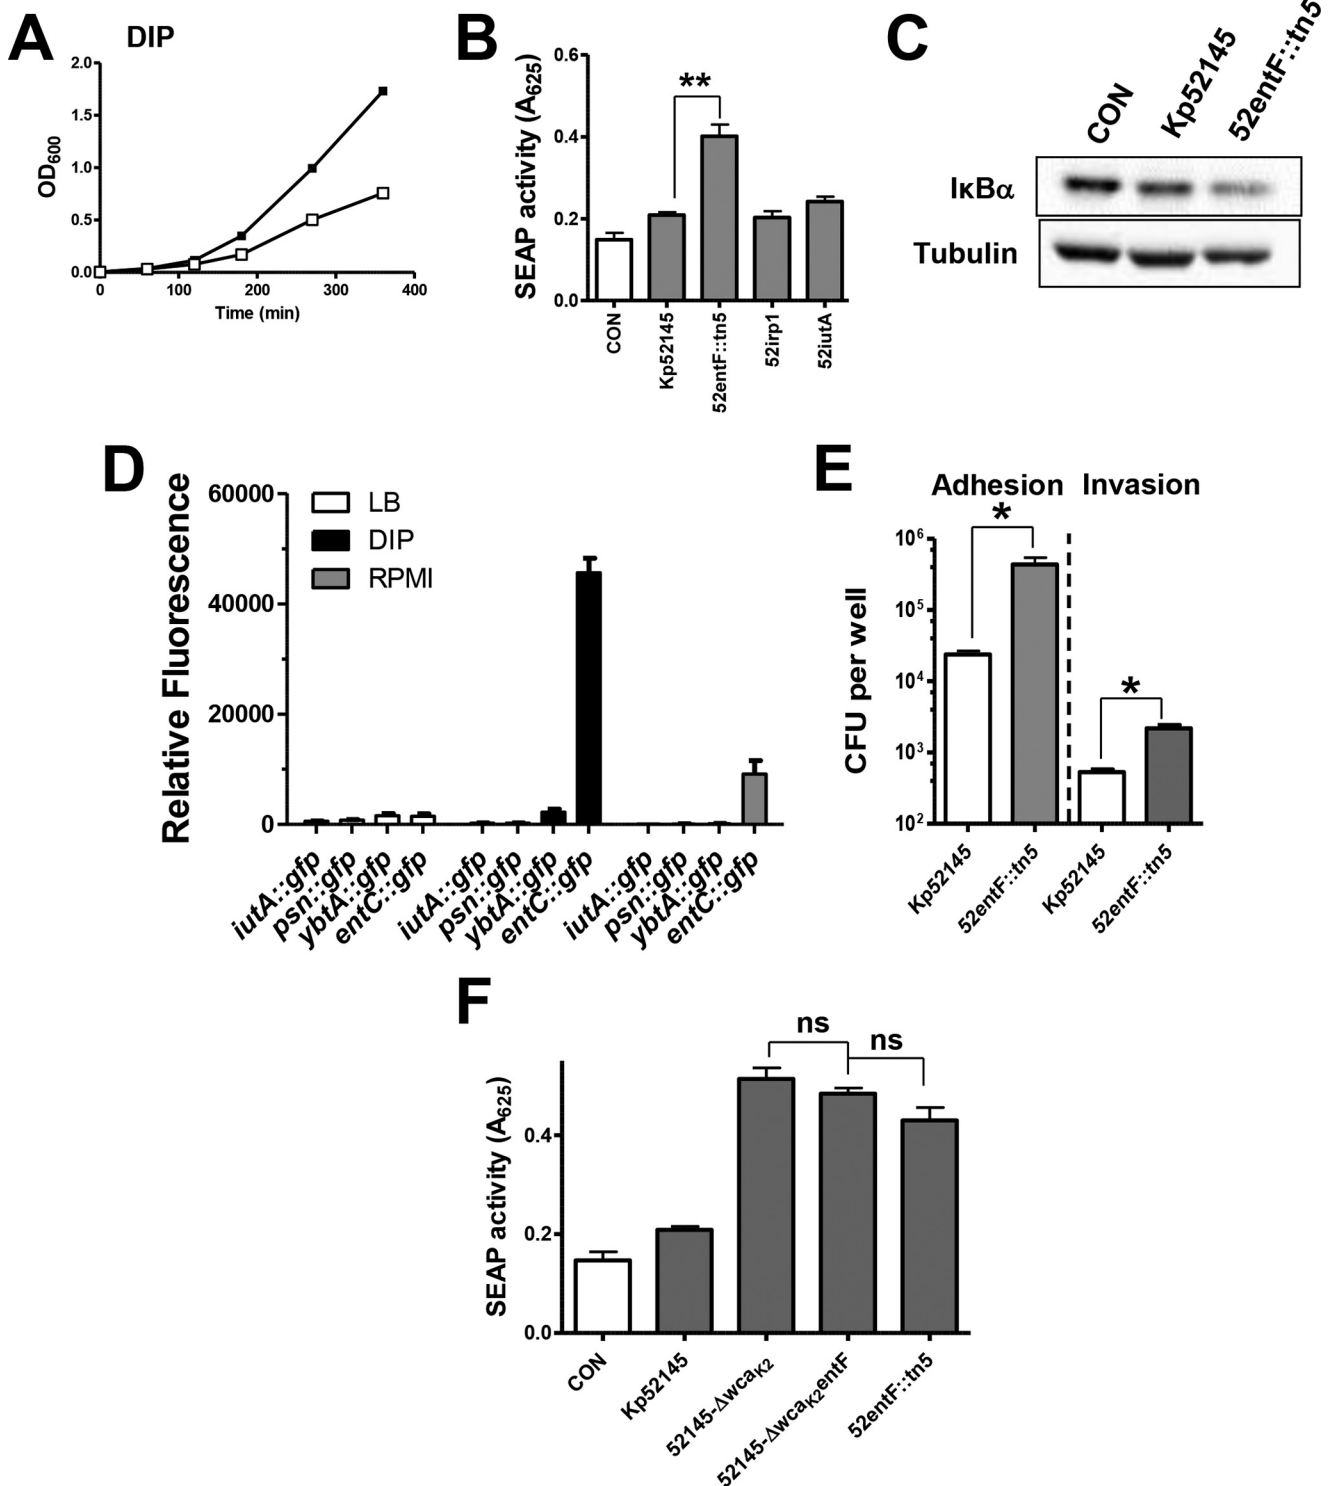 A
DIP
OD600
2.0
1.5
1.0
0.5
0.0
0 100 200 300 400
Time (min)
B
SEAP activity (A625)
0.6
0.4
0.2
0.0
**
CON
Kp52145
52entF::tn5
52irp1
52iutA
C
CON
Kp52145
52entF::tn5
IκBα
Tubulin
D
Relative Fluorescence
60000
40000
20000
0
LB
DIP
RPMI
iutA::gfp
psn::gfp
ybtA::gfp
entC::gfp
iutA::gfp
psn::gfp
ybtA::gfp
entC::gfp
iutA::gfp
psn::gfp
ybtA::gfp
entC::gfp
E
Adhesion Invasion
*
*
CFU per well
10^6
10^5
10^4
10^3
10^2
Kp52145
52entF::tn5
Kp52145
52entF::tn5
F
SEAP activity (A625)
0.4
0.2
0.0
ns
ns
CON
Kp52145
52145-ΔwcaK2
52145-ΔwcaK2entF
52entF::tn5